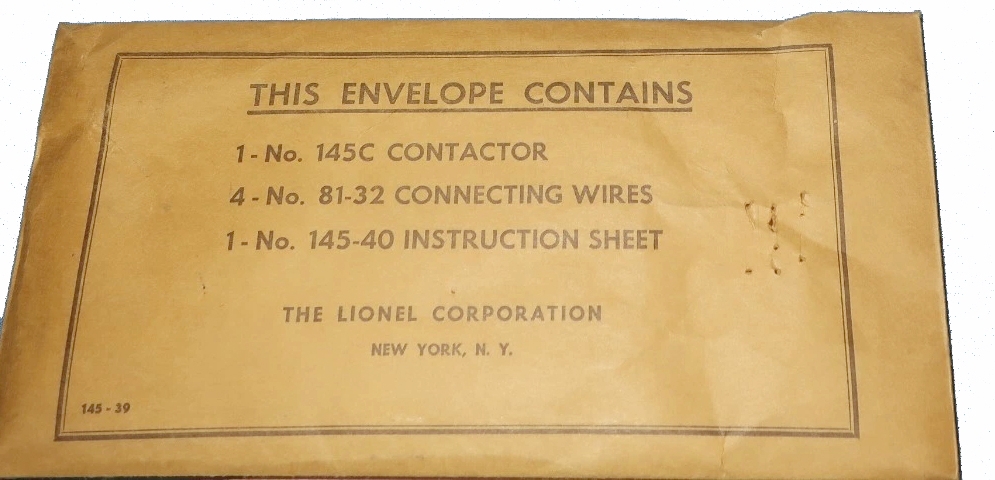 THIS ENVELOPE CONTAINS
1 - No. 145C CONTACTOR
4 - No. 81-32 CONNECTING WIRES
1 - No. 145-40 INSTRUCTION SHEET
THE LIONEL CORPORATION
NEW YORK, N. Y.
145 - 39